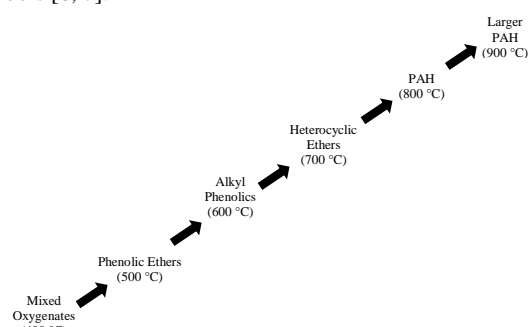 Larger
PAH
(900 °C)
PAH
(800 °C)
Heterocyclic
Ethers
(700 °C)
Alkyl
Phenolics
(600 °C)
Phenolic Ethers
(500 °C)
Mixed
Oxygenates